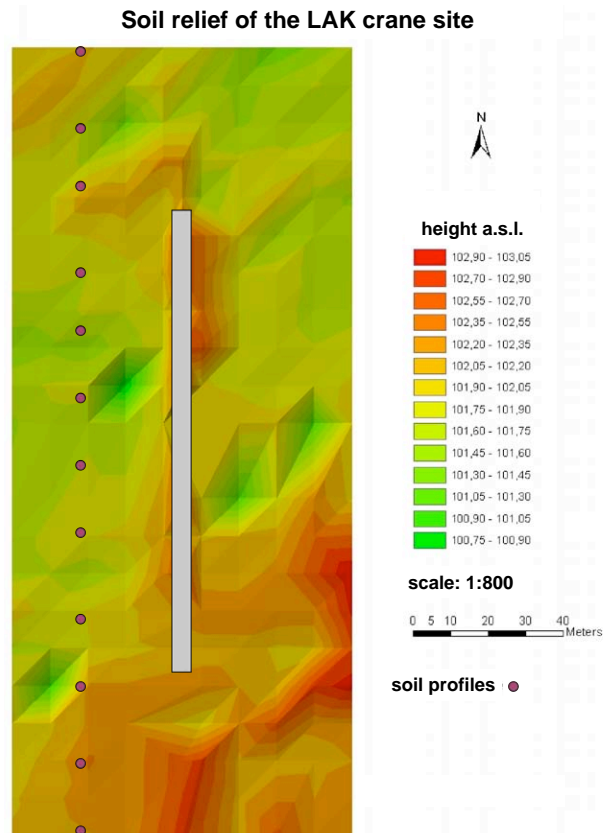 Soil relief of the LAK crane site
N
height a.s.l.
102,90 - 103,05
102,70 - 102,90
102,55 - 102,70
102,35 - 102,55
102,20 - 102,35
102,05 - 102,20
101,90 - 102,05
101,75 - 101,90
101,60 - 101,75
101,45 - 101,60
101,30 - 101,45
101,05 - 101,30
100,90 - 101,05
100,75 - 100,90
scale: 1:800
0 5 10 20 30 40
Meters
soil profiles